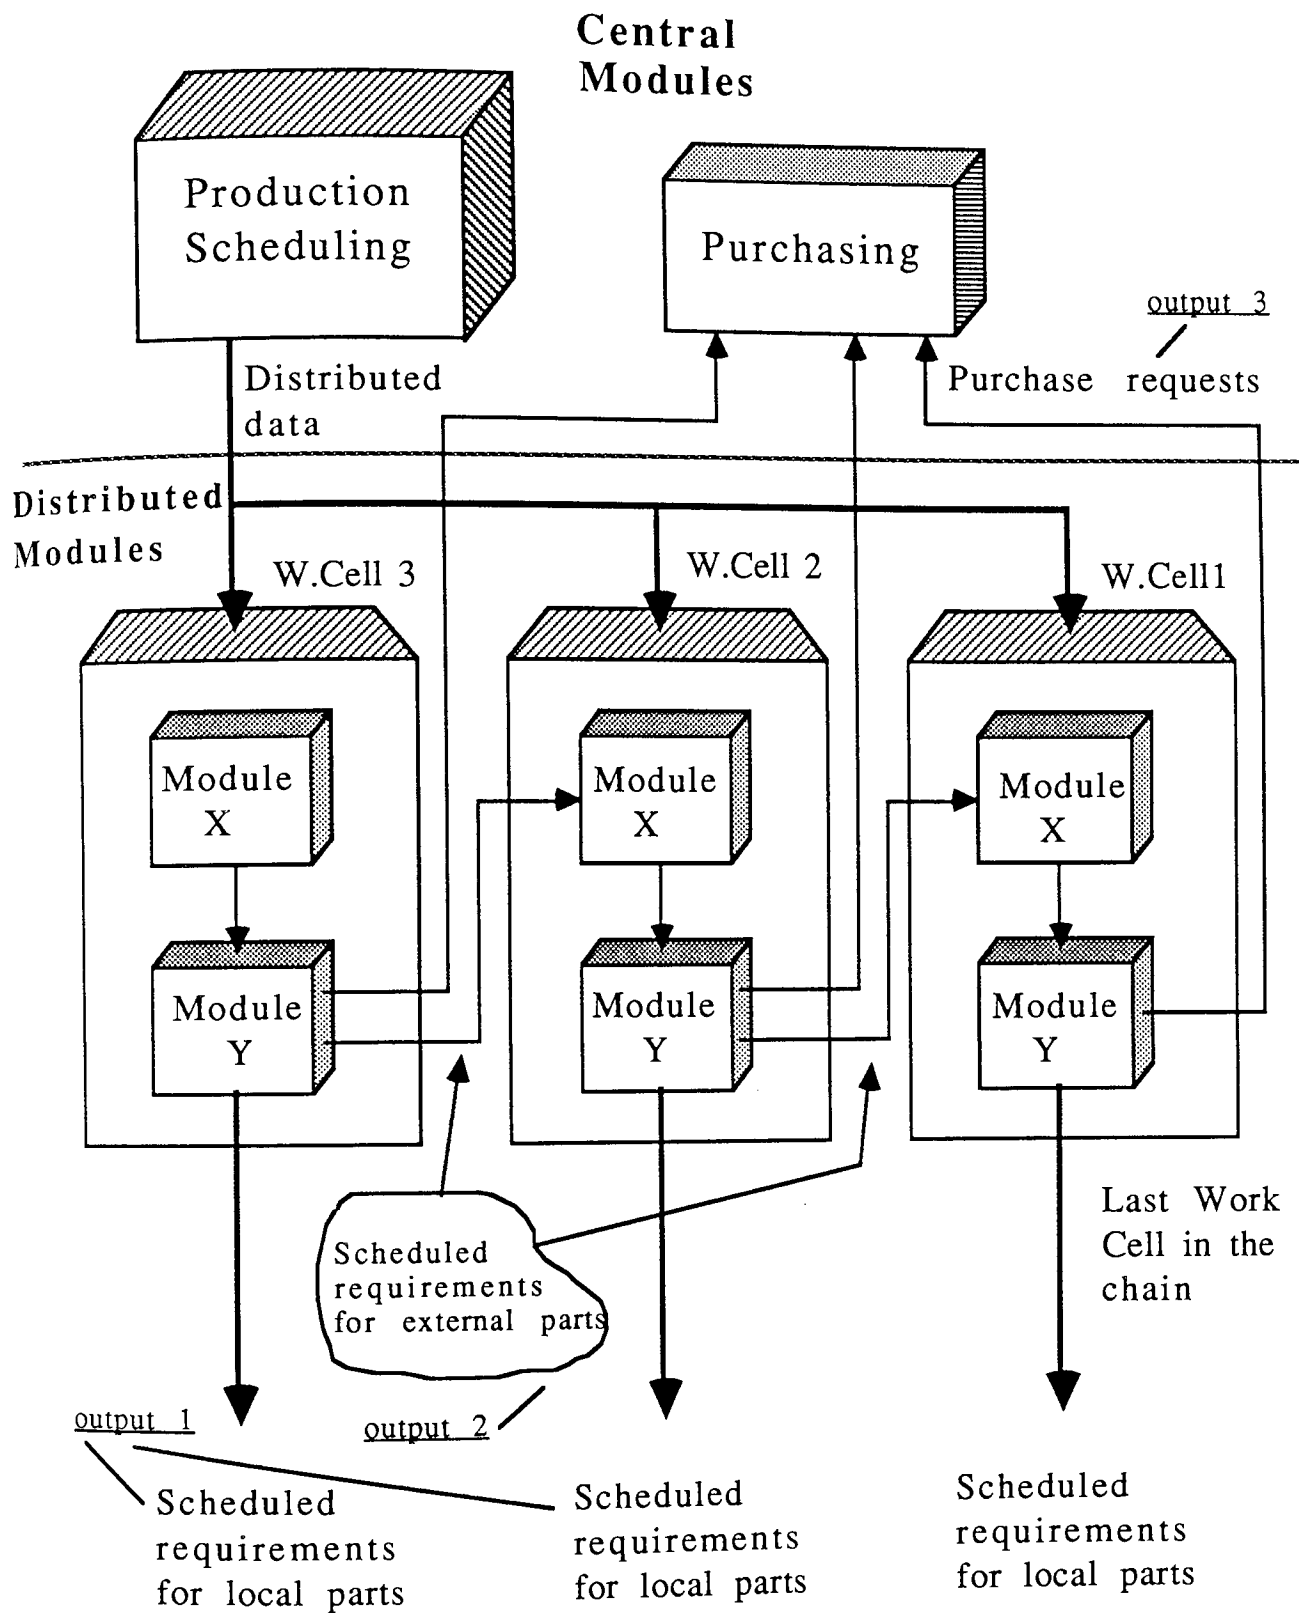 Central
Modules
Production
Scheduling
Purchasing
output 3
Distributed
data
Purchase requests
Distributed
Modules
W.Cell 3
W.Cell 2
W.Cell1
Module
X
Module
X
Module
X
Module
Y
Module
Y
Module
Y
Last Work
Cell in the
chain
Scheduled
requirements
for external parts
output 1
output 2
Scheduled
requirements
for local parts
Scheduled
requirements
for local parts
Scheduled
requirements
for local parts